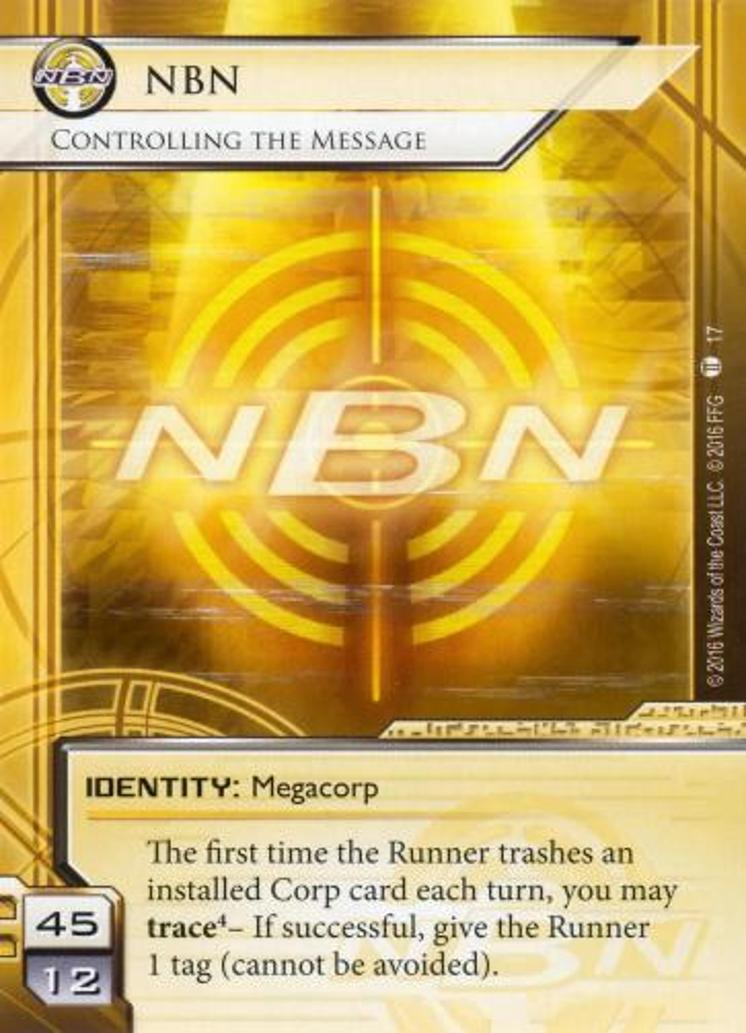 NBN
NBN
CONTROLLING THE MESSAGE
NBN
© 2016 Wizards of the Coast LLC. © 2016 FFG 17
IDENTITY: Megacorp
The first time the Runner trashes an
installed Corp card each turn, you may
trace⁴– If successful, give the Runner
1 tag (cannot be avoided).
45
12
NBN